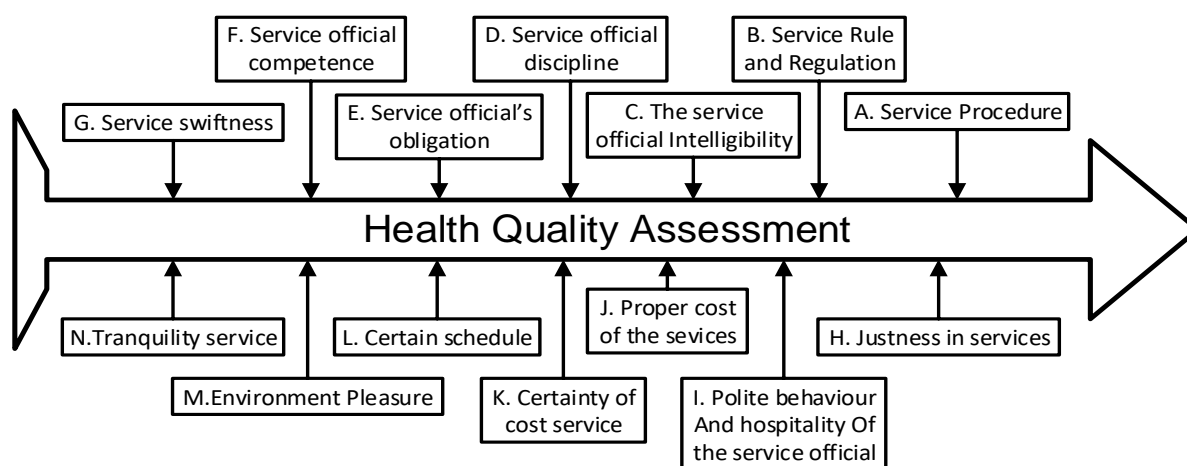 F. Service official
competence
D. Service official
discipline
B. Service Rule
and Regulation
G. Service swiftness
E. Service official's
obligation
C. The service
official Intelligibility
A. Service Procedure
Health Quality Assessment
N.Tranquility service
L. Certain schedule
J. Proper cost
of the sevices
H. Justness in services
M.Environment Pleasure
K. Certainty of
cost service
I. Polite behaviour
And hospitality Of
the service official